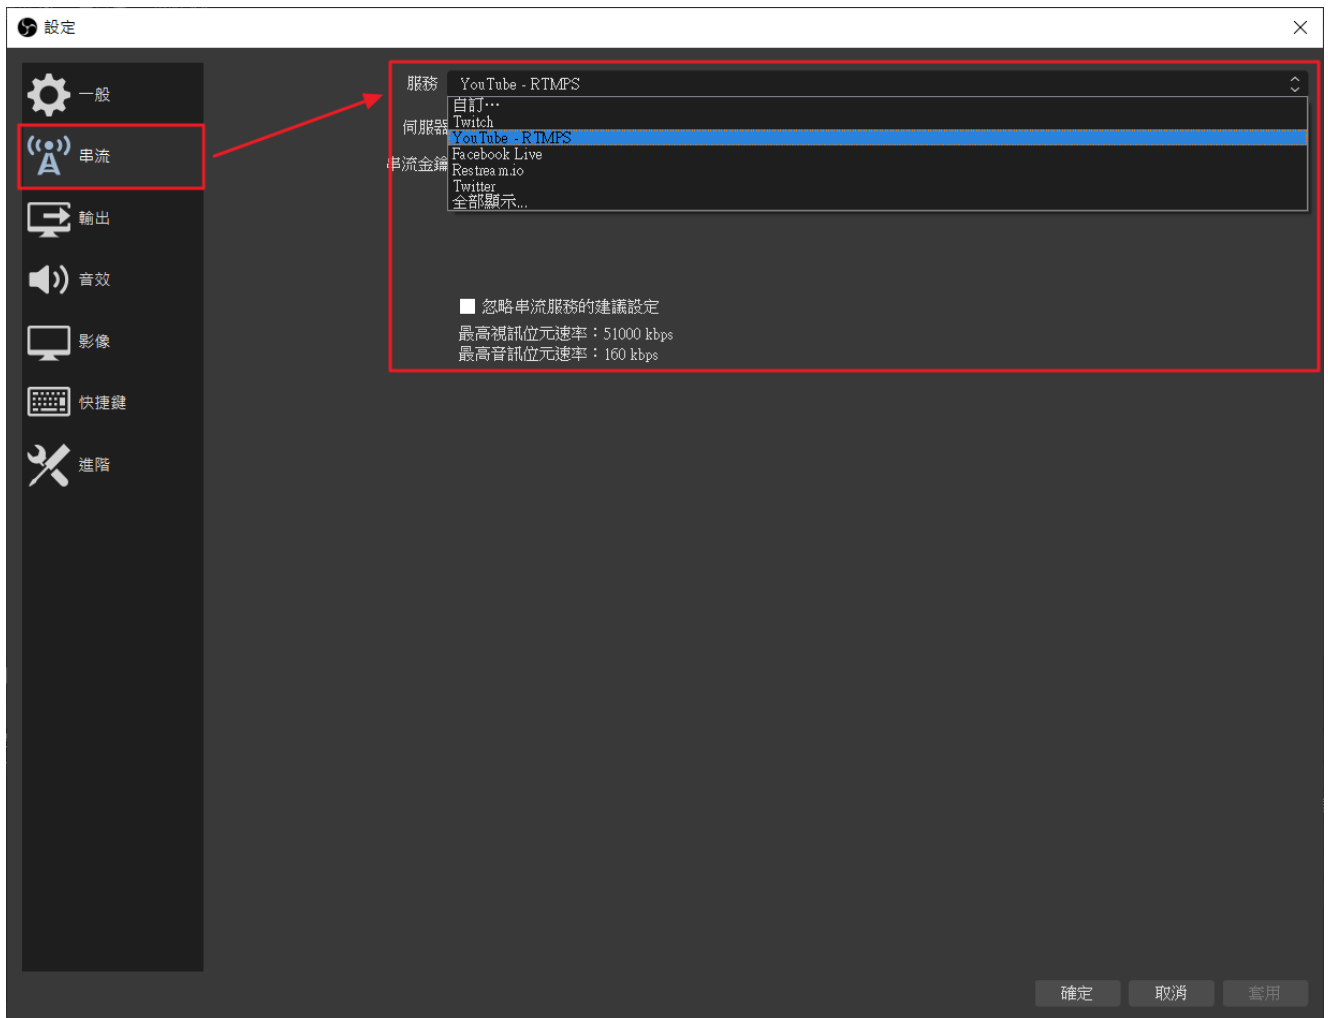 設定
一般
串流
輸出
音效
影像
快捷鍵
進階
服務 YouTube - RTMPS
自訂…
Twitch
YouTube - RTMPS
Facebook Live
Restream.io
Twitter
全部顯示...
伺服器
串流金鑰
忽略串流服務的建議設定
最高視訊位元速率：51000 kbps
最高音訊位元速率：160 kbps
確定 取消 套用